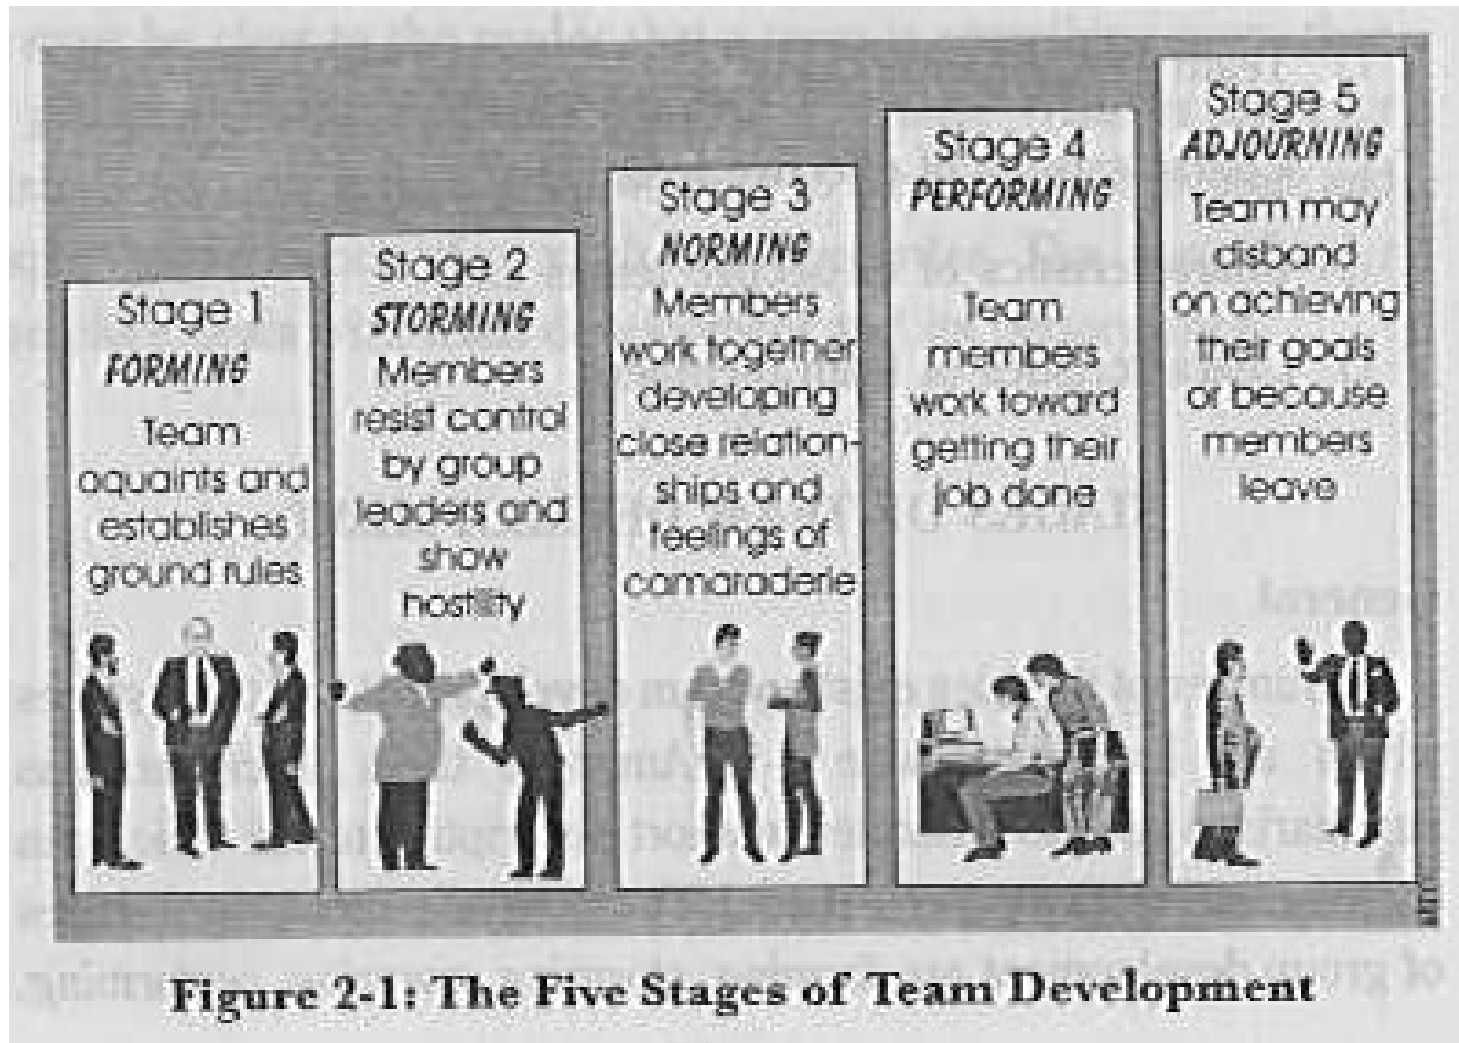 Stage 1
FORMING
Team
aquaints and
establishes
ground rules
Stage 2
STORMING
Members
resist control
by group
leaders and
show
hostility
Stage 3
NORMING
Members
work together
developing
close relation-
ships and
feelings of
camaraderie
Stage 4
PERFORMING
Team
members
work toward
getting their
job done
Stage 5
ADJOURNING
Team may
disband
on achieving
their goals
or because
members
leave
Figure 2-1: The Five Stages of Team Development